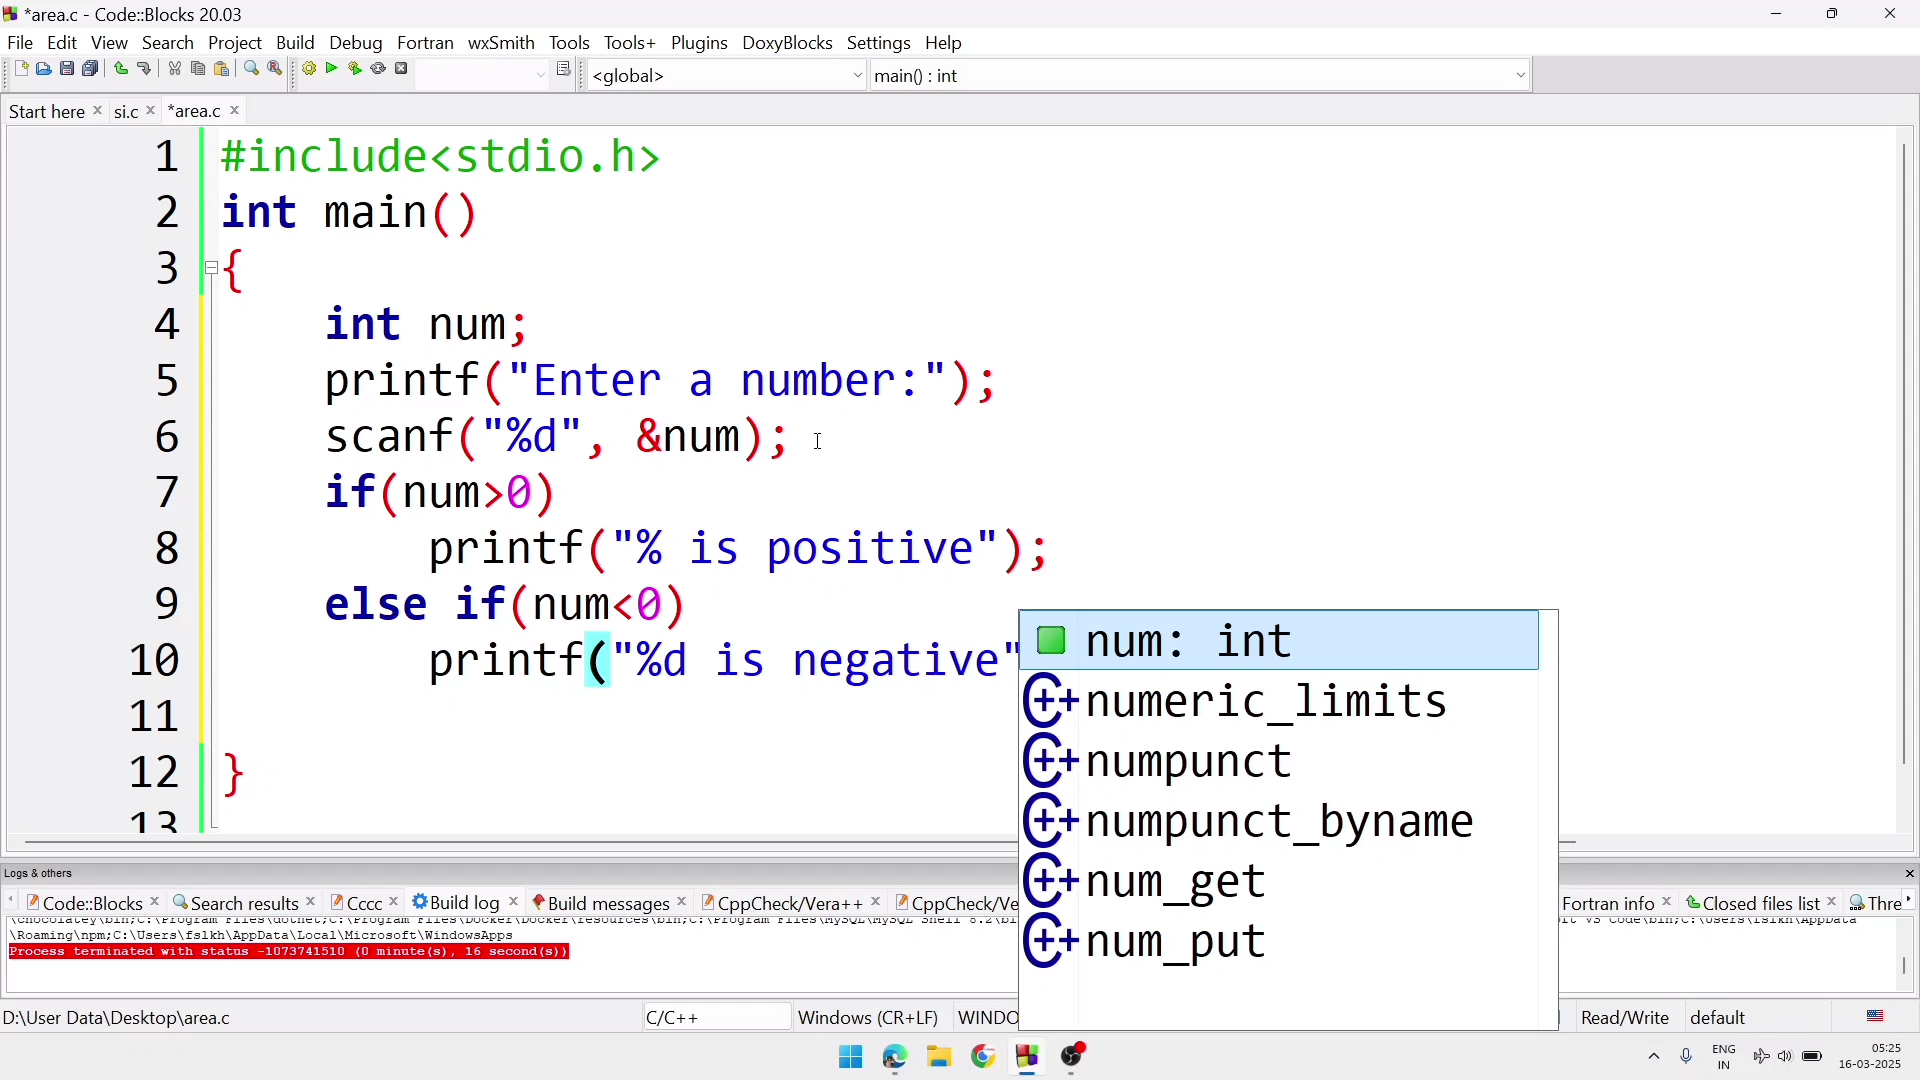 *area.c - Code::Blocks 20.03
File Edit View Search Project Build Debug Fortran wxSmith Tools Tools+ Plugins DoxyBlocks Settings Help
<global> main() : int
Start here si.c *area.c
1 #include<stdio.h>
2 int main()
3 {
4 int num;
5 printf("Enter a number:");
6 scanf("%d", &num);
7 if(num>0)
8 printf("% is positive");
9 else if(num<0)
10 printf("%d is negative"
11
12 }
13
num: int
numeric_limits
numpunct
numpunct_byname
num_get
num_put
Logs & others
Code::Blocks Search results Cccc Build log Build messages CppCheck/Vera++ CppCheck/Ve Fortran info Closed files list Thre
\Roaming\npm;C:\Users\fslkh\AppData\Local\Microsoft\WindowsApps
Process terminated with status -1073741510 (0 minute(s), 16 second(s))
D:\User Data\Desktop\area.c C/C++ Windows (CR+LF) WINDO Read/Write default
ENG
IN
05:25
16-03-2025